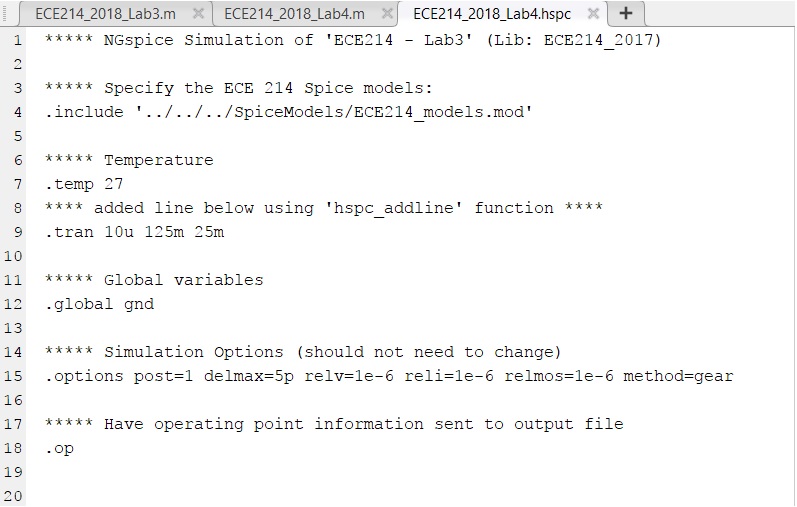 ECE214_2018_Lab3.m × ECE214_2018_Lab4.m × ECE214_2018_Lab4.hspc × +
1 ***** NGspice Simulation of 'ECE214 - Lab3' (Lib: ECE214_2017)
2
3 ***** Specify the ECE 214 Spice models:
4 .include '../../../SpiceModels/ECE214_models.mod'
5
6 ***** Temperature
7 .temp 27
8 **** added line below using 'hspc_addline' function ****
9 .tran 10u 125m 25m
10
11 ***** Global variables
12 .global gnd
13
14 ***** Simulation Options (should not need to change)
15 .options post=1 delmax=5p relv=1e-6 reli=1e-6 relmos=1e-6 method=gear
16
17 ***** Have operating point information sent to output file
18 .op
19
20